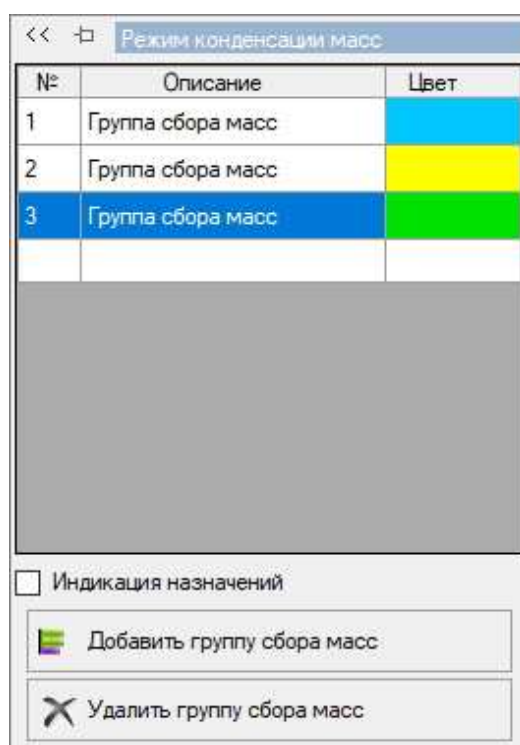 << Режим конденсации масс
№ Описание Цвет
1 Группа сбора масс
2 Группа сбора масс
3 Группа сбора масс
Индикация назначений
Добавить группу сбора масс
Удалить группу сбора масс